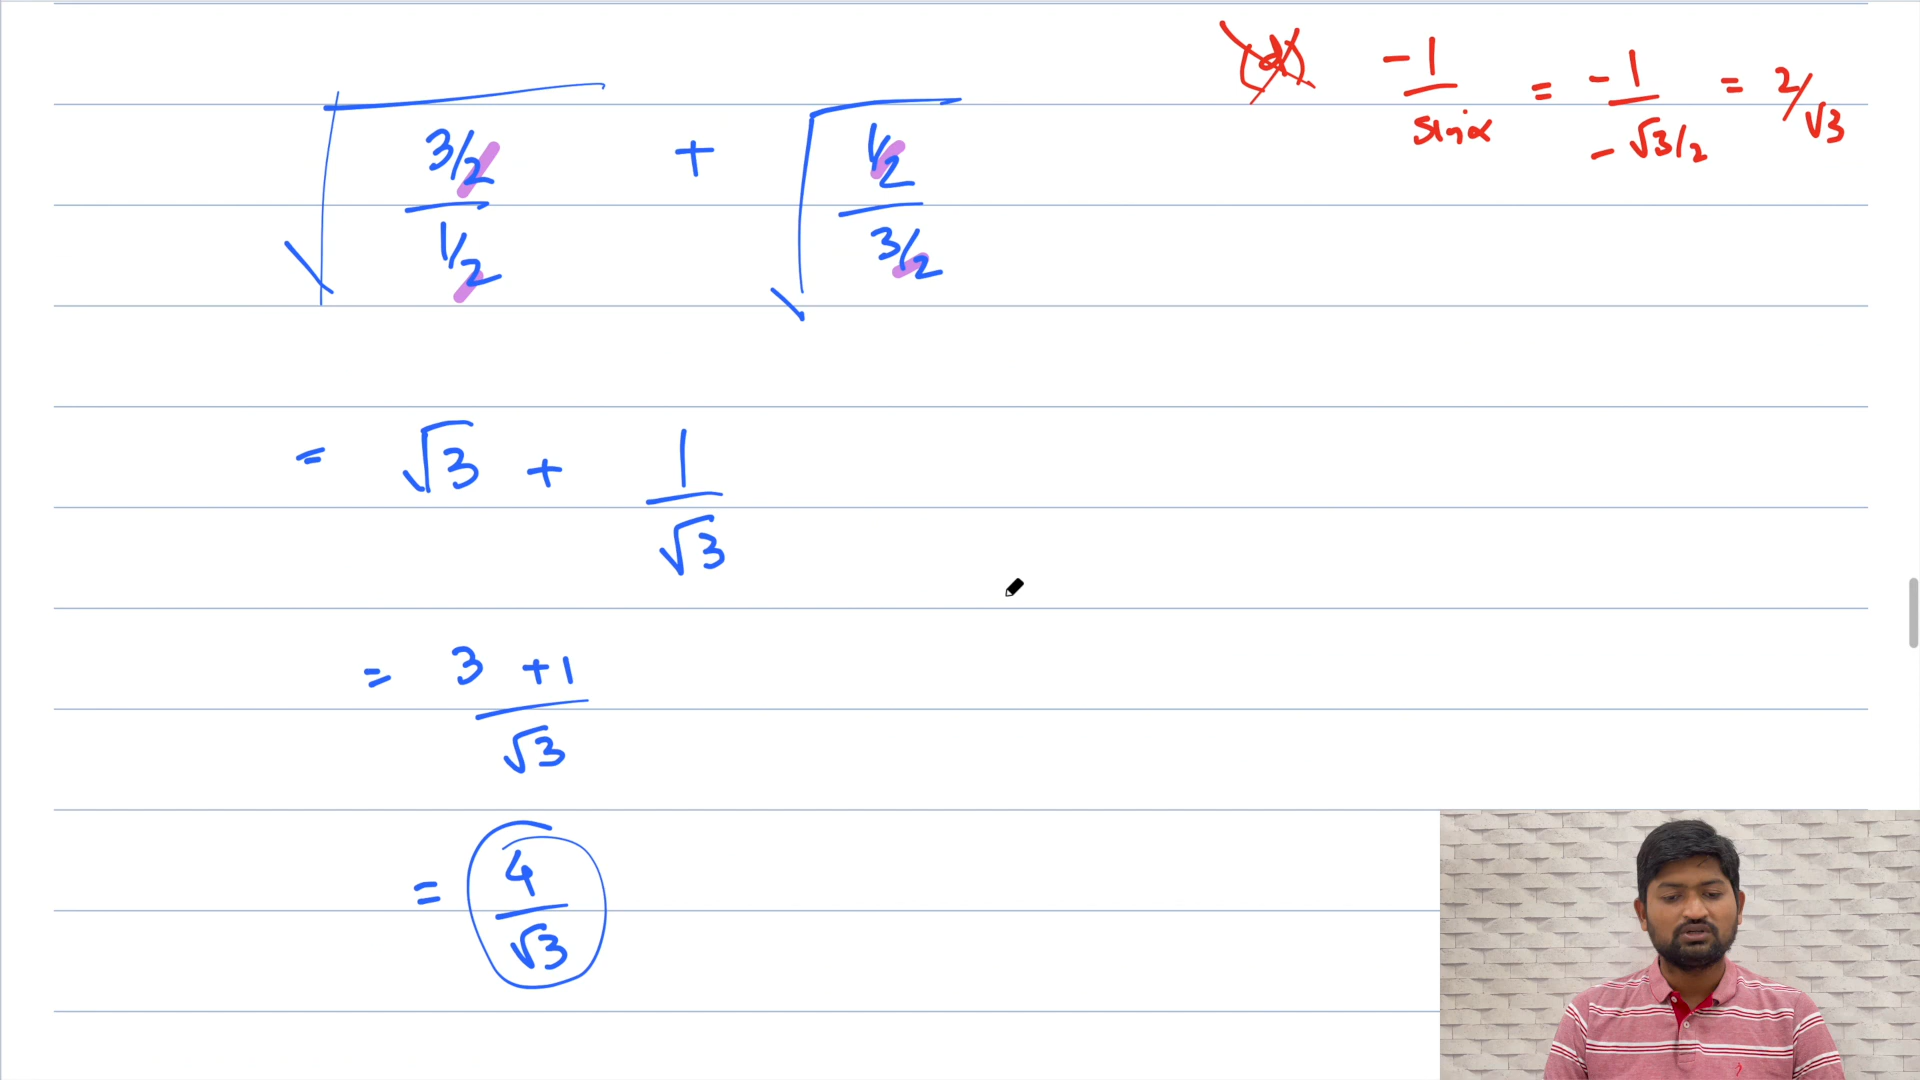 √((3/2)/(1/2)) + √((1/2)/(3/2))
= √3 + 1/√3
= (3 + 1)/√3
= 4/√3
(d) -1/sinα = -1/(-√3/2) = 2/√3